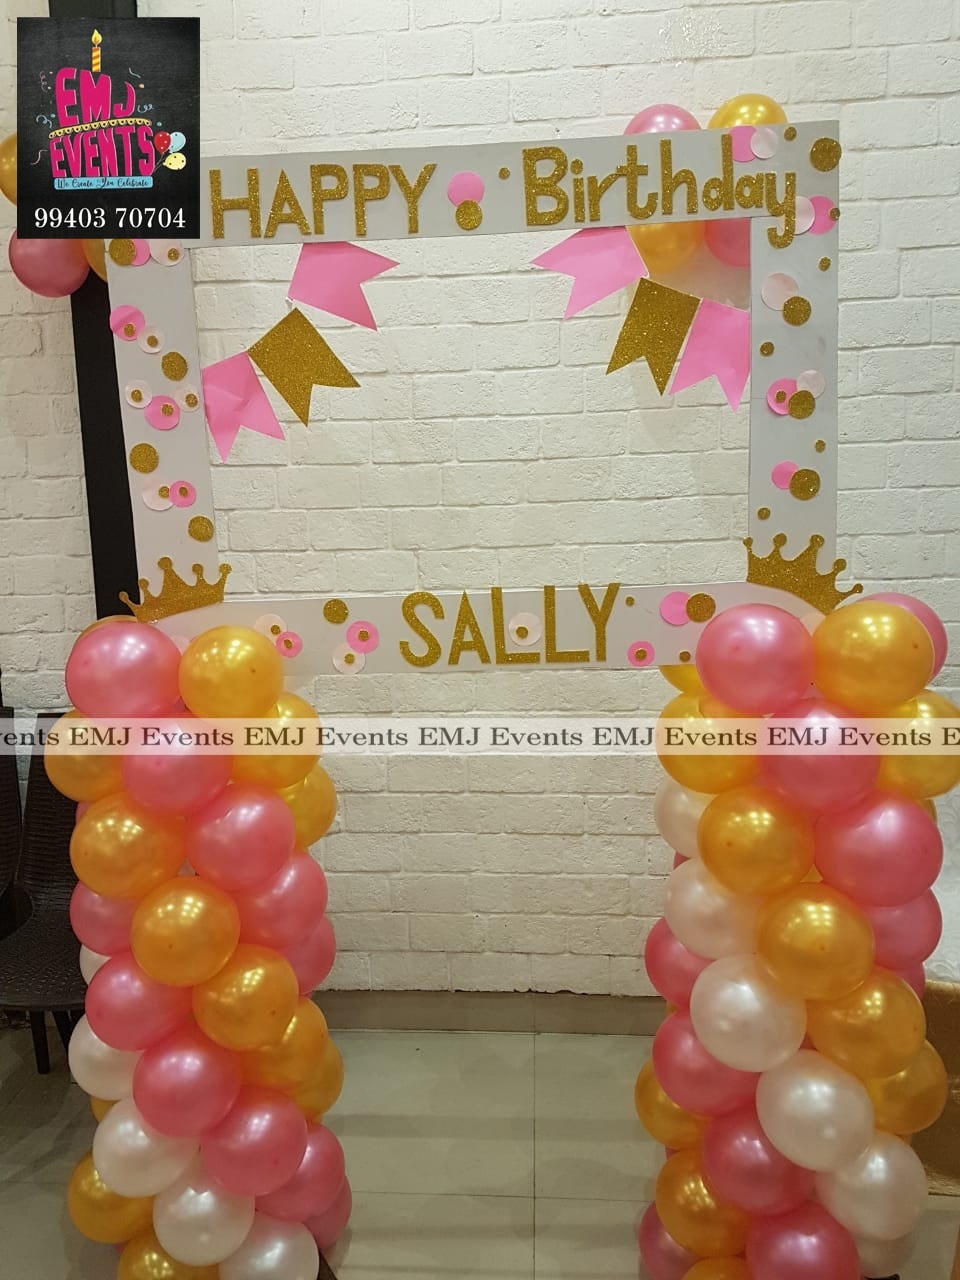 EMJ
EVENTS
We Create You Celebrate
99403 70704
HAPPY Birthday
SALLY
vents EMJ Events EMJ Events EMJ Events EMJ Events EMJ Events E